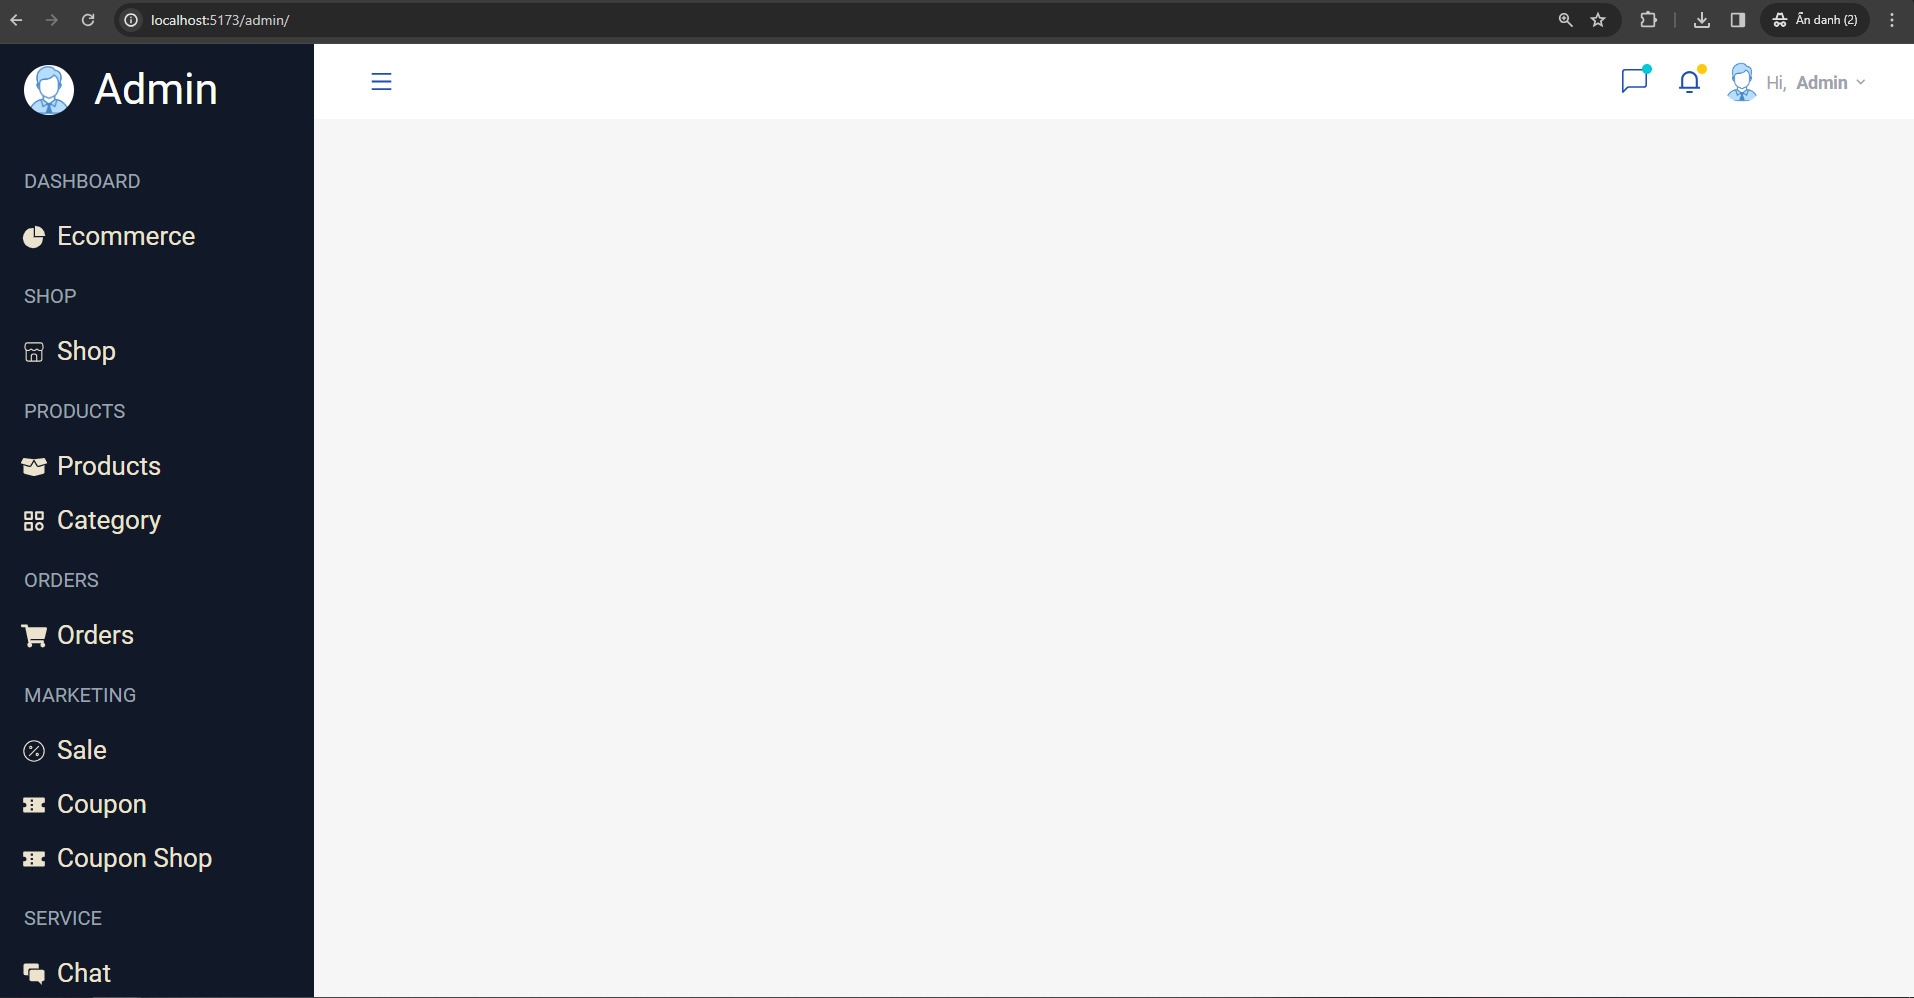 localhost:5173/admin/
Ẩn danh (2)
Admin
Hi, Admin
DASHBOARD
Ecommerce
SHOP
Shop
PRODUCTS
Products
Category
ORDERS
Orders
MARKETING
Sale
Coupon
Coupon Shop
SERVICE
Chat